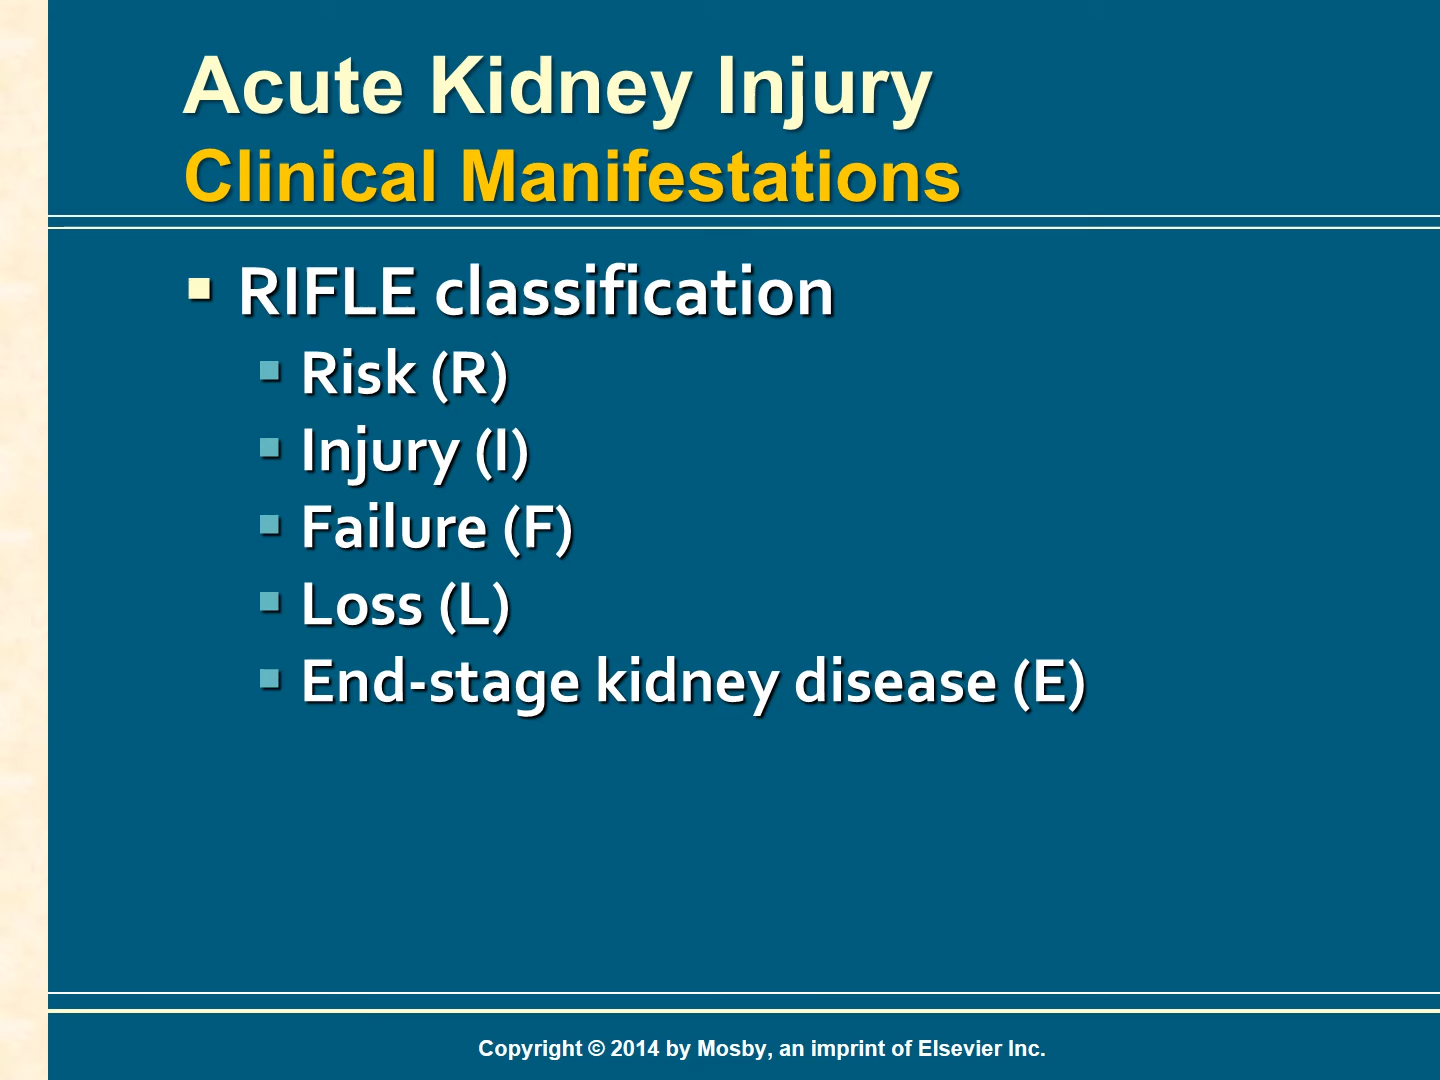 Acute Kidney Injury
Clinical Manifestations
RIFLE classification
Risk (R)
Injury (I)
Failure (F)
Loss (L)
End-stage kidney disease (E)
Copyright © 2014 by Mosby, an imprint of Elsevier Inc.